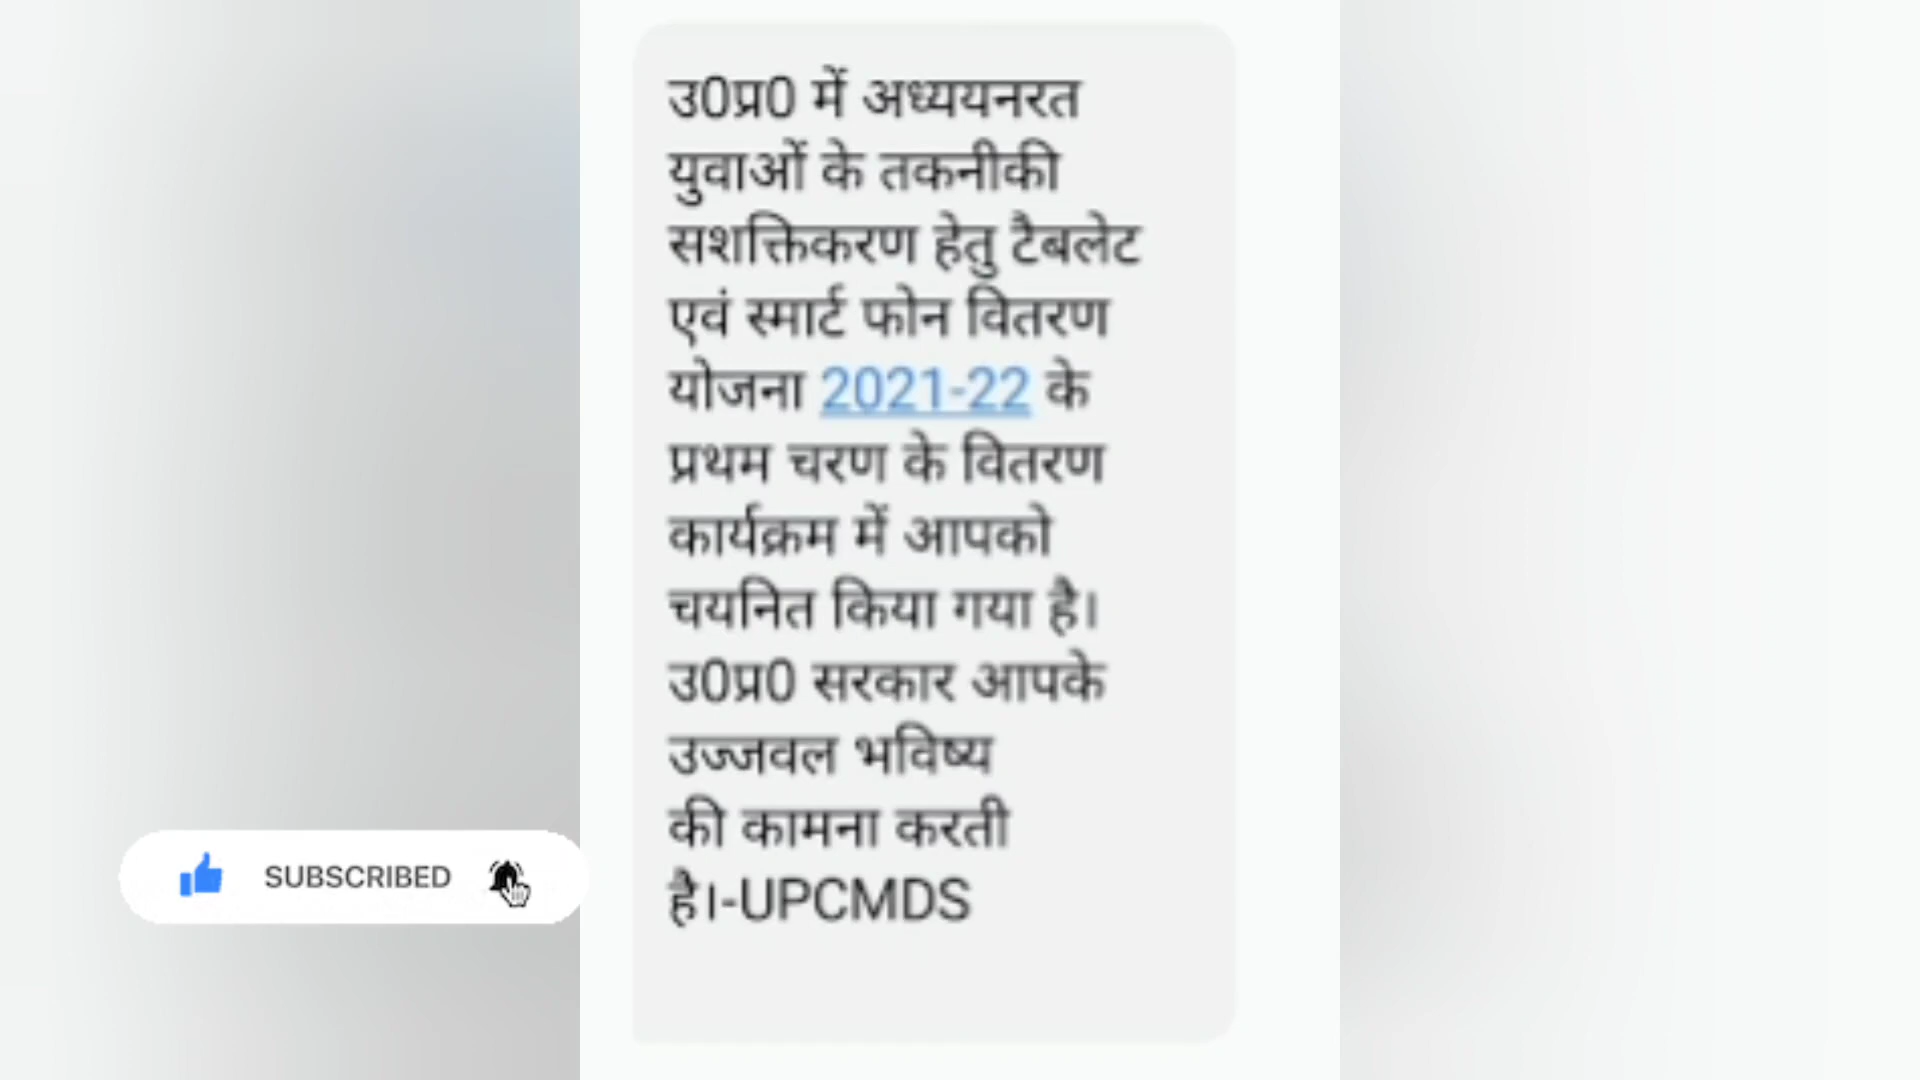 उ0प्र0 में अध्ययनरत
युवाओं के तकनीकी
सशक्तिकरण हेतु टैबलेट
एवं स्मार्ट फोन वितरण
योजना 2021-22 के
प्रथम चरण के वितरण
कार्यक्रम में आपको
चयनित किया गया है।
उ0प्र0 सरकार आपके
उज्जवल भविष्य
की कामना करती
है।-UPCMDS
SUBSCRIBED